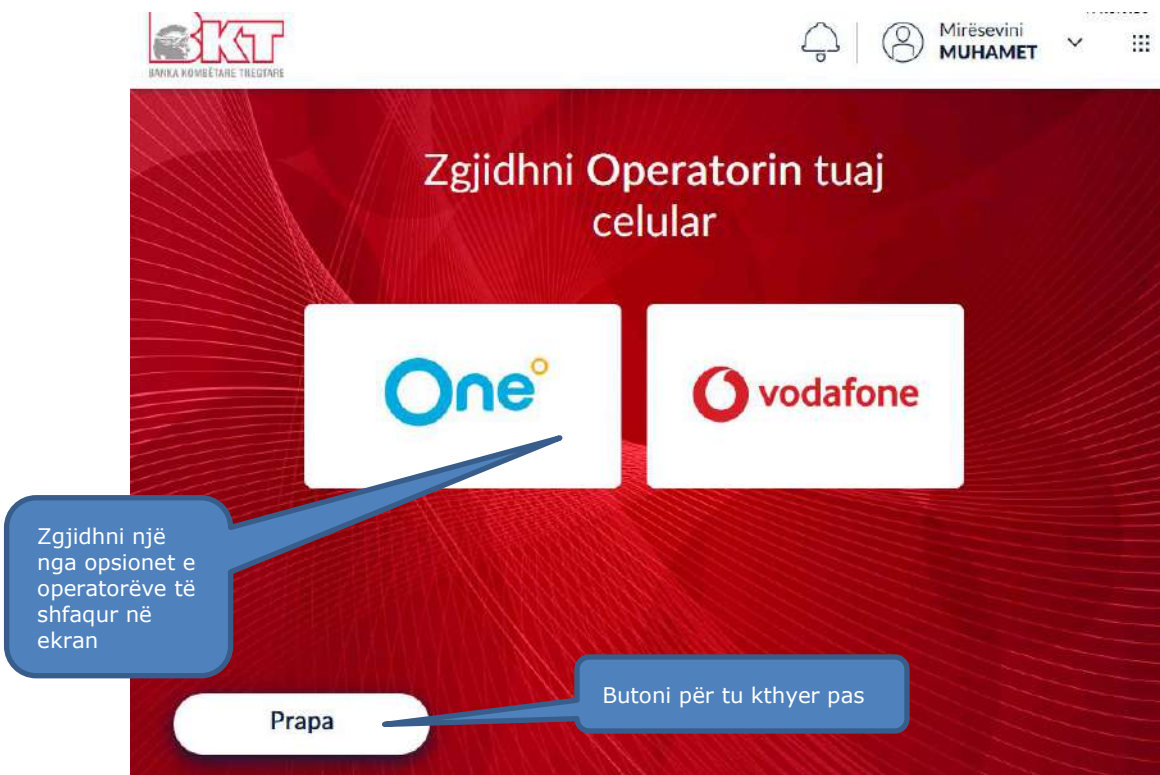 BKT
BANKA KOMBËTARE TREGTARE
Mirësevini
MUHAMET
Zgjidhni Operatorin tuaj
celular
One
vodafone
Zgjidhni një
nga opsionet e
operatorëve të
shfaqur në
ekran
Butoni për tu kthyer pas
Prapa